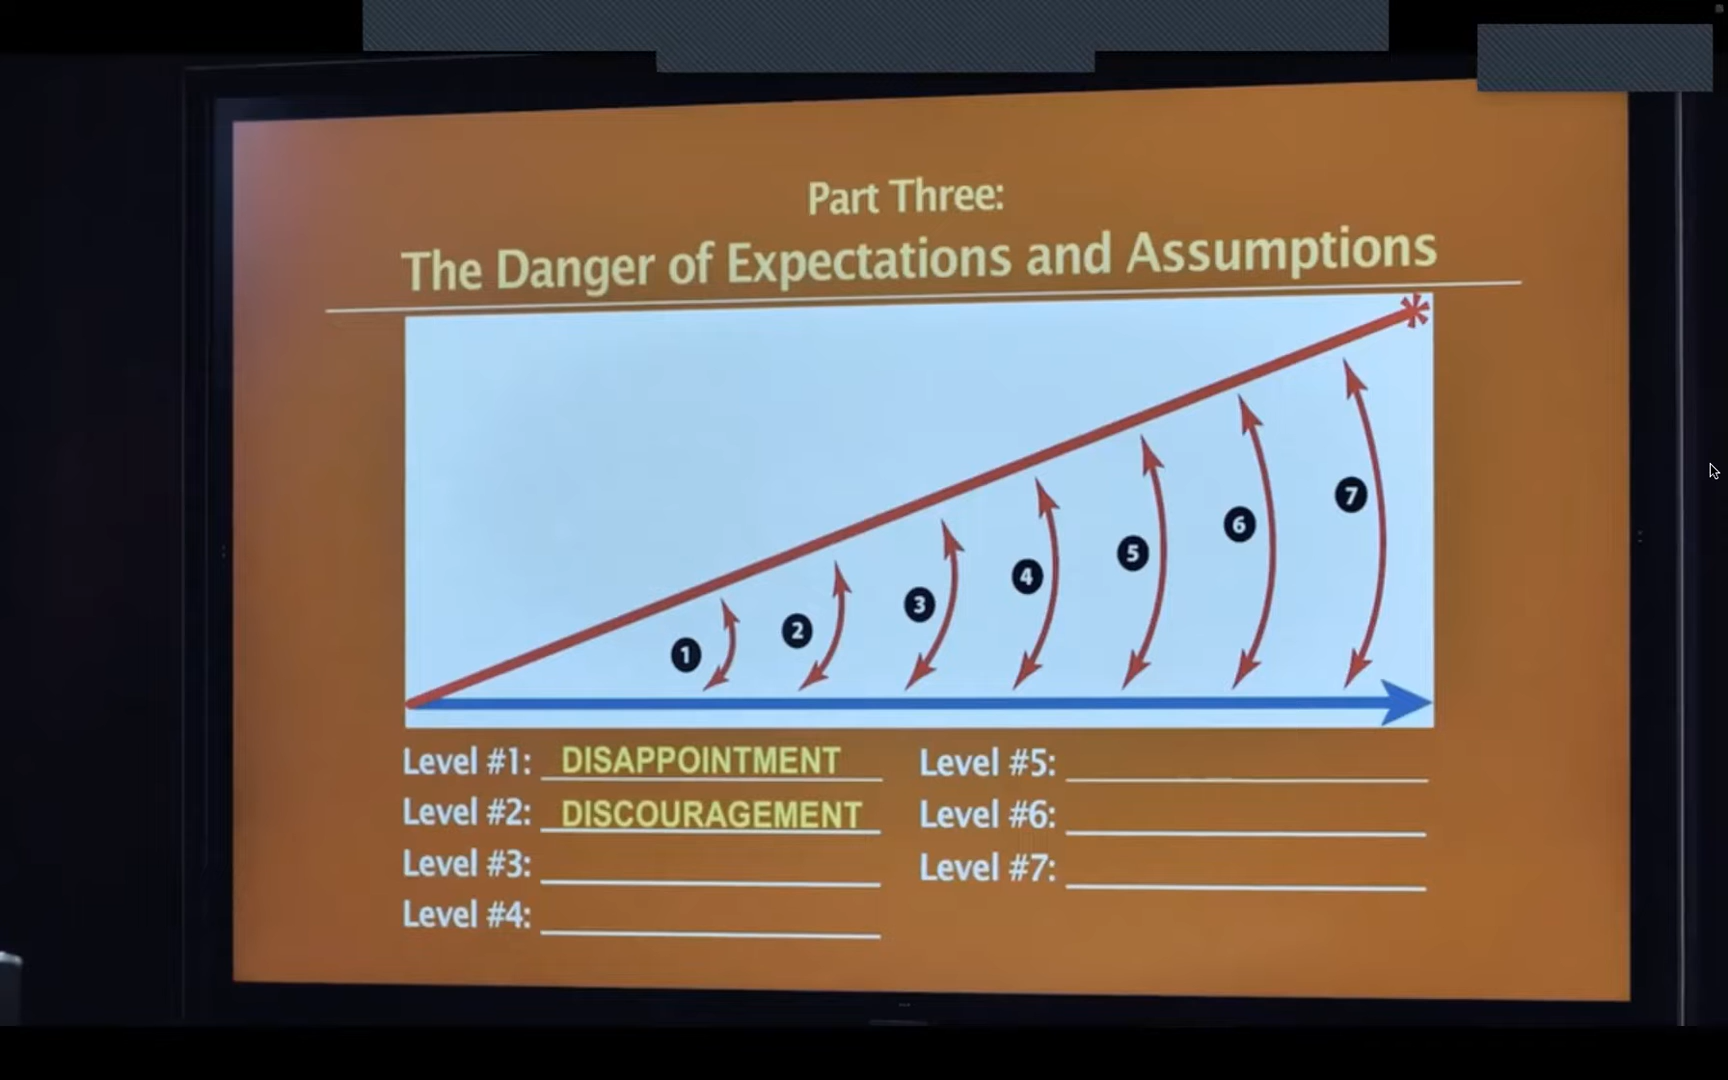 Part Three:
The Danger of Expectations and Assumptions
*
1
2
3
4
5
6
7
Level #1: DISAPPOINTMENT
Level #2: DISCOURAGEMENT
Level #3:
Level #4:
Level #5:
Level #6:
Level #7: